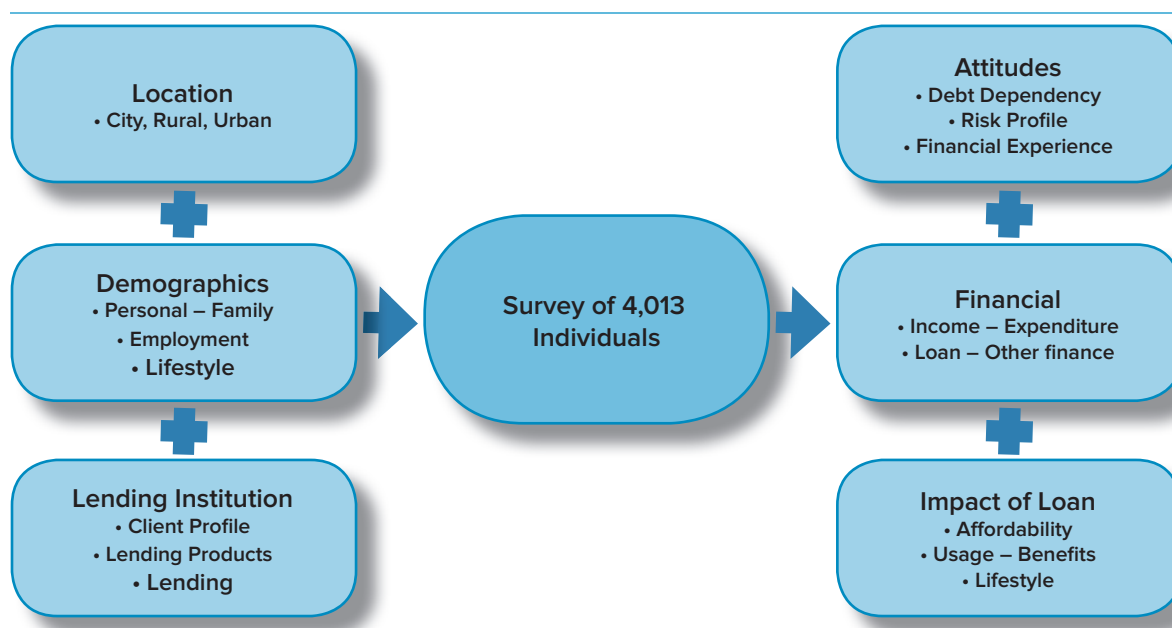 Location
• City, Rural, Urban
Demographics
• Personal – Family
• Employment
• Lifestyle
Lending Institution
• Client Profile
• Lending Products
• Lending
Survey of 4,013
Individuals
Attitudes
• Debt Dependency
• Risk Profile
• Financial Experience
Financial
• Income – Expenditure
• Loan – Other finance
Impact of Loan
• Affordability
• Usage – Benefits
• Lifestyle